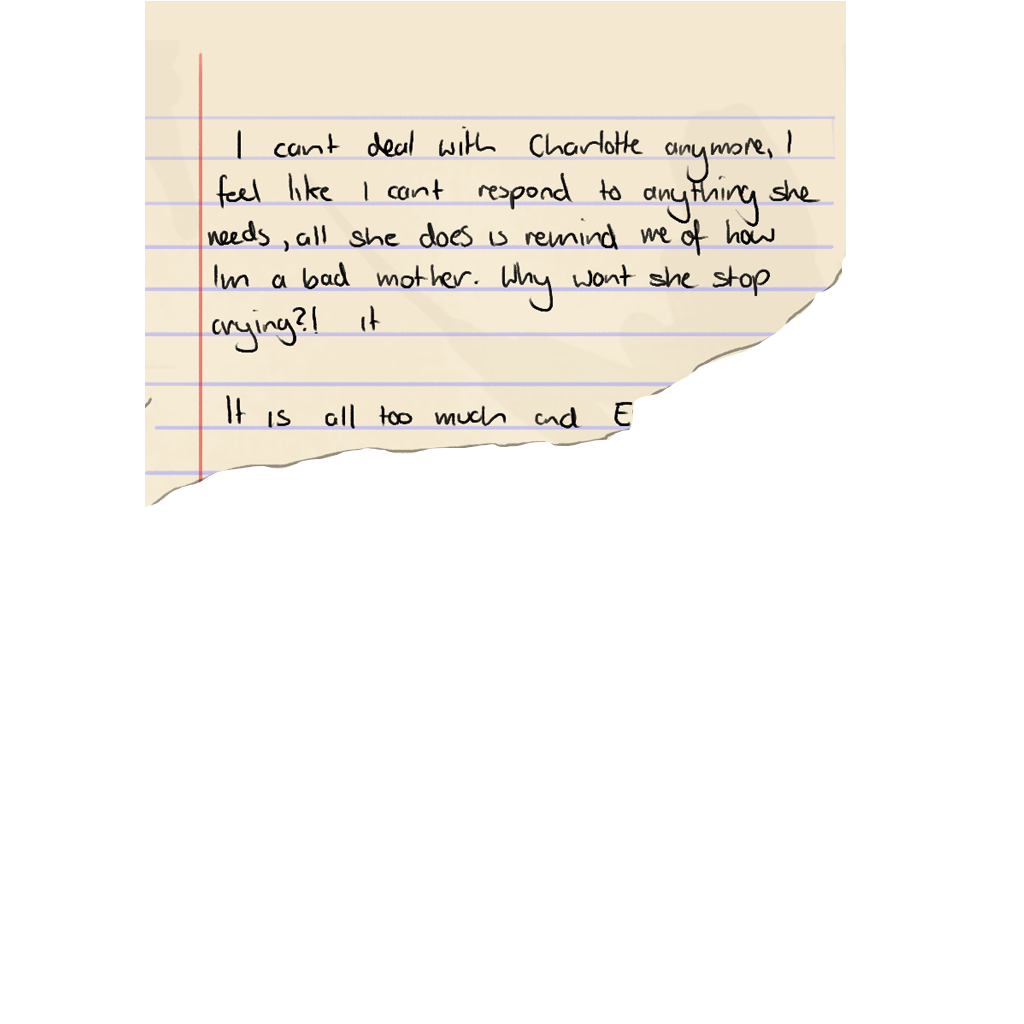 I cant deal with Charlotte anymore, I
feel like I cant respond to anything she
needs, all she does is remind me of how
Im a bad mother. Why wont she stop
crying?! it
It is all too much and E